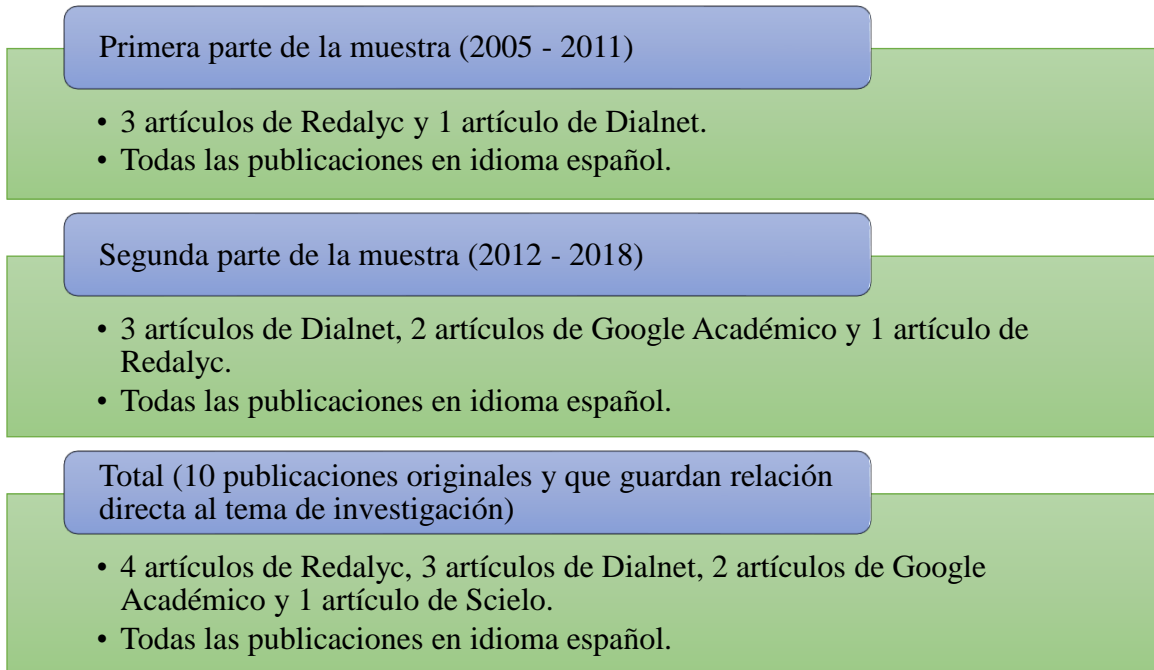 Primera parte de la muestra (2005 - 2011)
• 3 artículos de Redalyc y 1 artículo de Dialnet.
• Todas las publicaciones en idioma español.
Segunda parte de la muestra (2012 - 2018)
• 3 artículos de Dialnet, 2 artículos de Google Académico y 1 artículo de
Redalyc.
• Todas las publicaciones en idioma español.
Total (10 publicaciones originales y que guardan relación
directa al tema de investigación)
• 4 artículos de Redalyc, 3 artículos de Dialnet, 2 artículos de Google
Académico y 1 artículo de Scielo.
• Todas las publicaciones en idioma español.